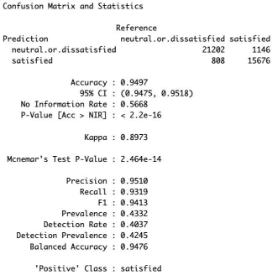 Confusion Matrix and Statistics
Reference
Prediction neutral.or.dissatisfied satisfied
neutral.or.dissatisfied 21202 1146
satisfied 808 15676
Accuracy : 0.9497
95% CI : (0.9475, 0.9518)
No Information Rate : 0.5668
P-Value [Acc > NIR] : < 2.2e-16
Kappa : 0.8973
Mcnemar's Test P-Value : 2.464e-14
Precision : 0.9510
Recall : 0.9319
F1 : 0.9413
Prevalence : 0.4332
Detection Rate : 0.4037
Detection Prevalence : 0.4245
Balanced Accuracy : 0.9476
'Positive' Class : satisfied